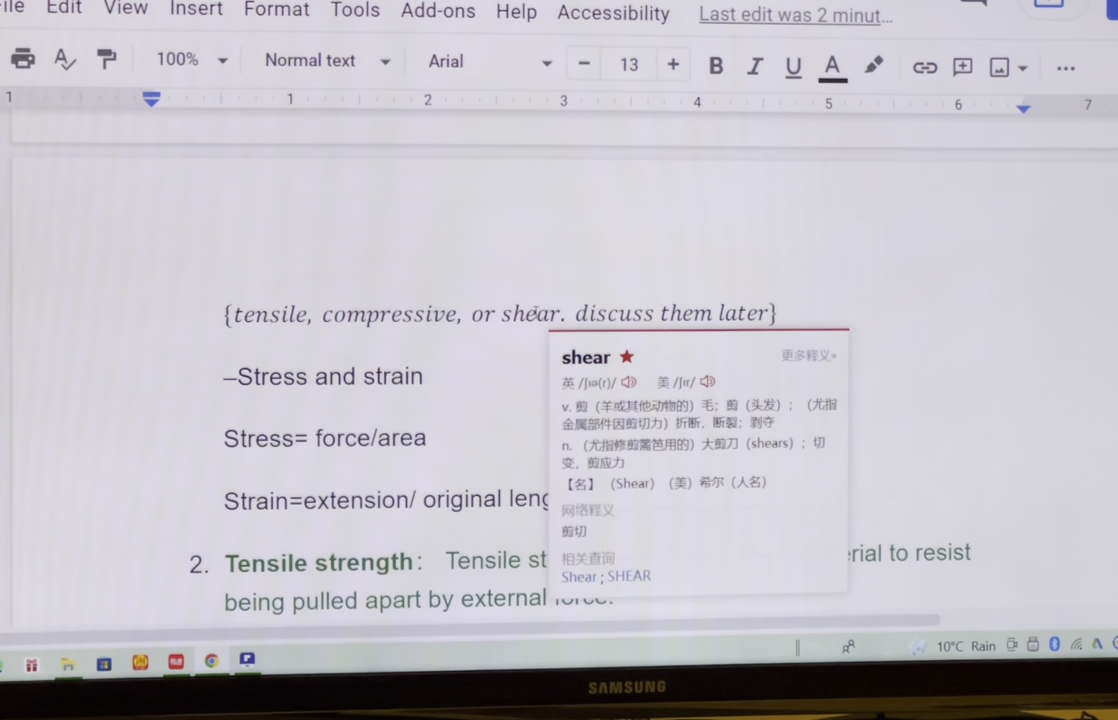 Edit View Insert Format Tools Add-ons Help Accessibility Last edit was 2 minut...
100% Normal text Arial − 13 + B I U A ...
1 1 2 3 4 5 6 7
{tensile, compressive, or shear. discuss them later}
–Stress and strain
Stress= force/area
Strain=extension/ original leng
2. Tensile strength： Tensile st
rial to resist
being pulled apart by external force.
shear 更多释义»
英 /ʃɪə(r)/ 美 /ʃɪr/
v. 剪（羊或其他动物的）毛；剪（头发）；（尤指
金属部件因剪切力）折断，断裂；剥夺
n. （尤指修剪篱笆用的）大剪刀（shears）；切
变，剪应力
【名】（Shear）（美）希尔（人名）
网络释义
剪切
相关查询
Shear ; SHEAR
10°C Rain
SAMSUNG